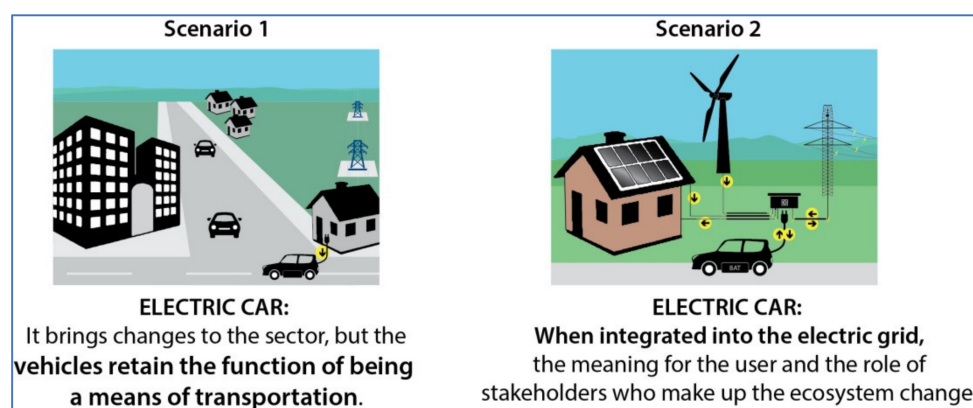 Scenario 1
ELECTRIC CAR:
It brings changes to the sector, but the
vehicles retain the function of being
a means of transportation.
Scenario 2
BAT
ELECTRIC CAR:
When integrated into the electric grid,
the meaning for the user and the role of
stakeholders who make up the ecosystem change